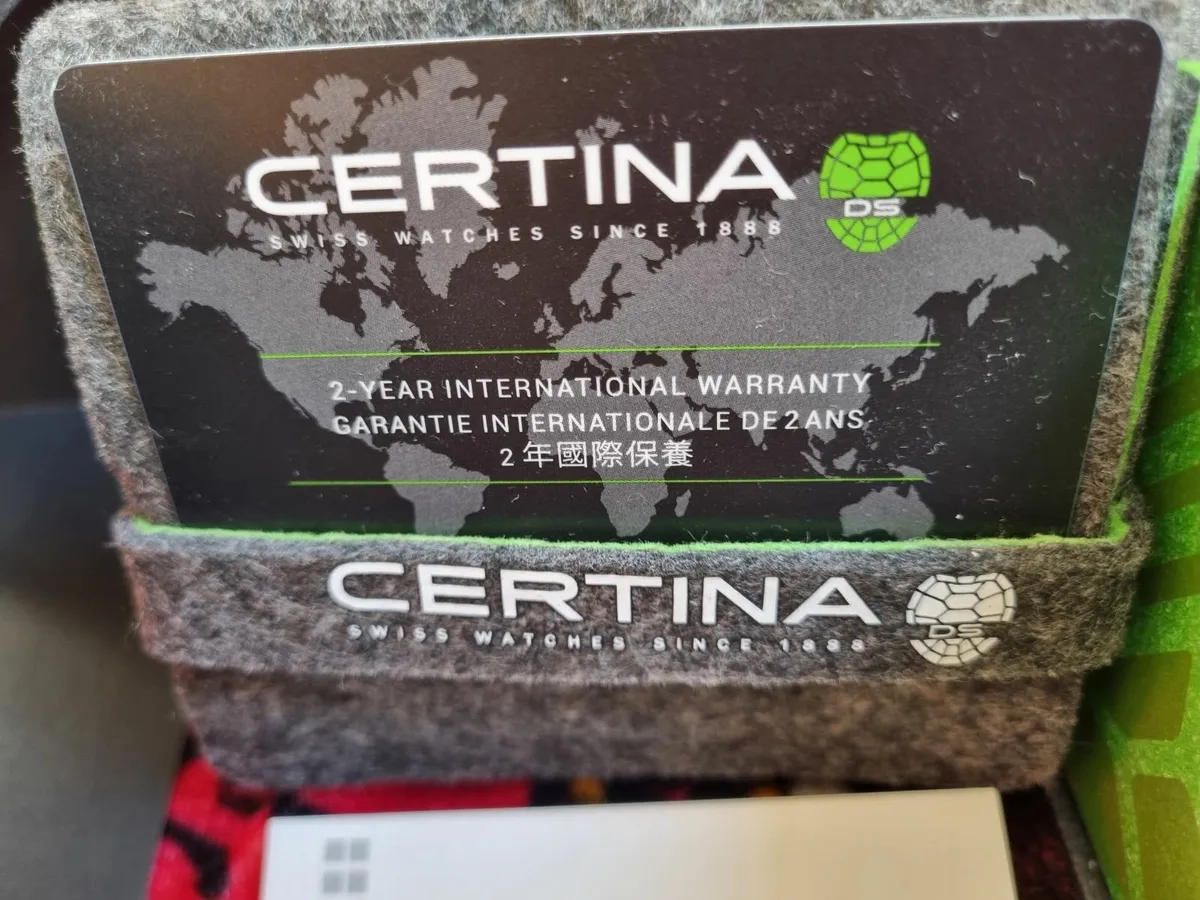 CERTINA
DS
SWISS WATCHES SINCE 1888
2-YEAR INTERNATIONAL WARRANTY
GARANTIE INTERNATIONALE DE 2 ANS
2 年國際保養
CERTINA
DS
SWISS WATCHES SINCE 1888